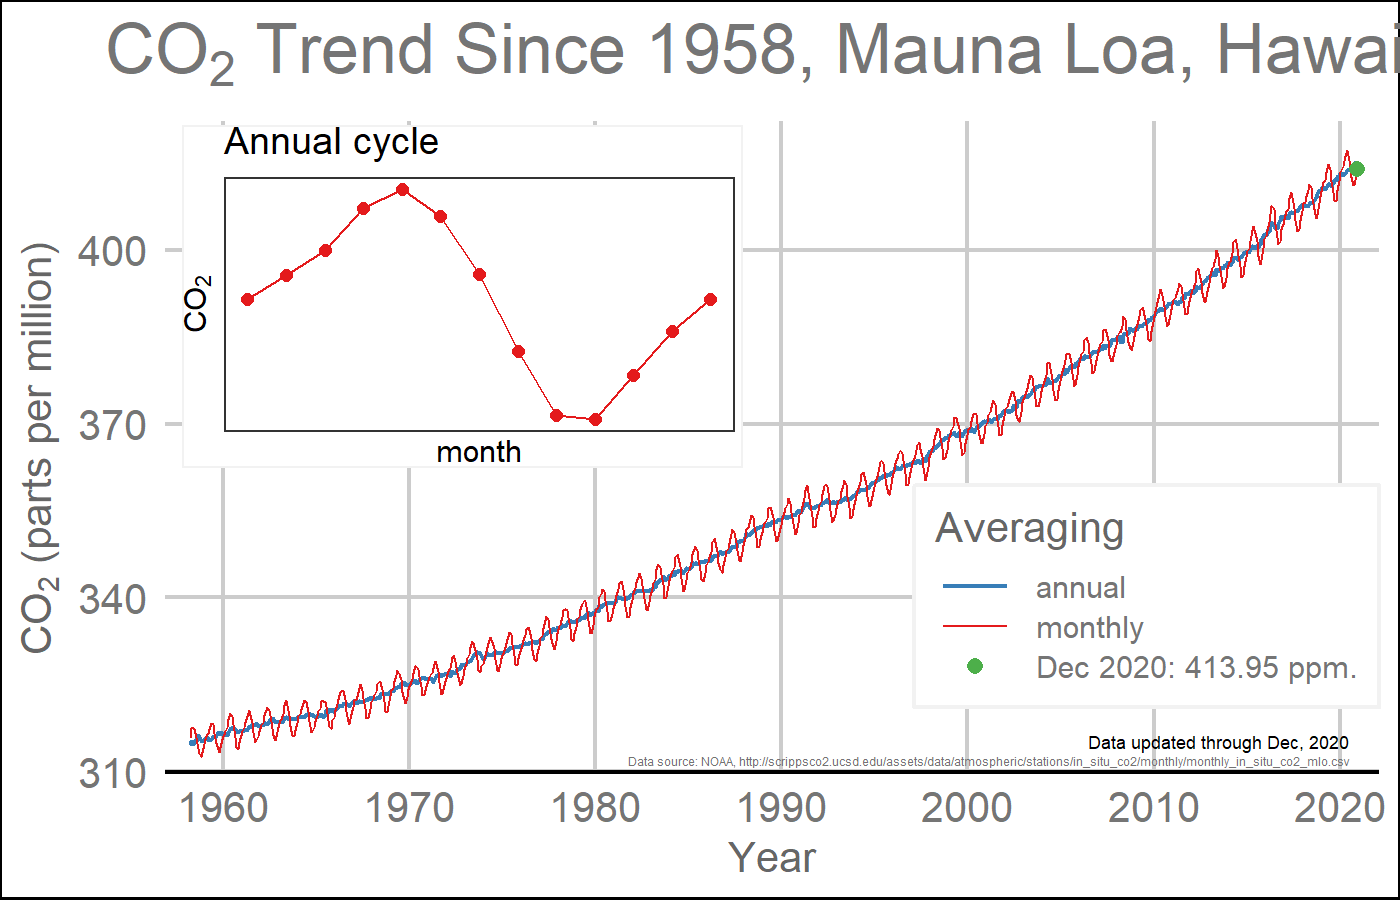 CO₂ Trend Since 1958, Mauna Loa, Hawai
Annual cycle
CO₂
month
CO₂ (parts per million)
400
370
340
310
Averaging
annual
monthly
Dec 2020: 413.95 ppm.
Data updated through Dec, 2020
Data source: NOAA, http://scrippsco2.ucsd.edu/assets/data/atmospheric/stations/in_situ_co2/monthly/monthly_in_situ_co2_mlo.csv
1960 1970 1980 1990 2000 2010 2020
Year